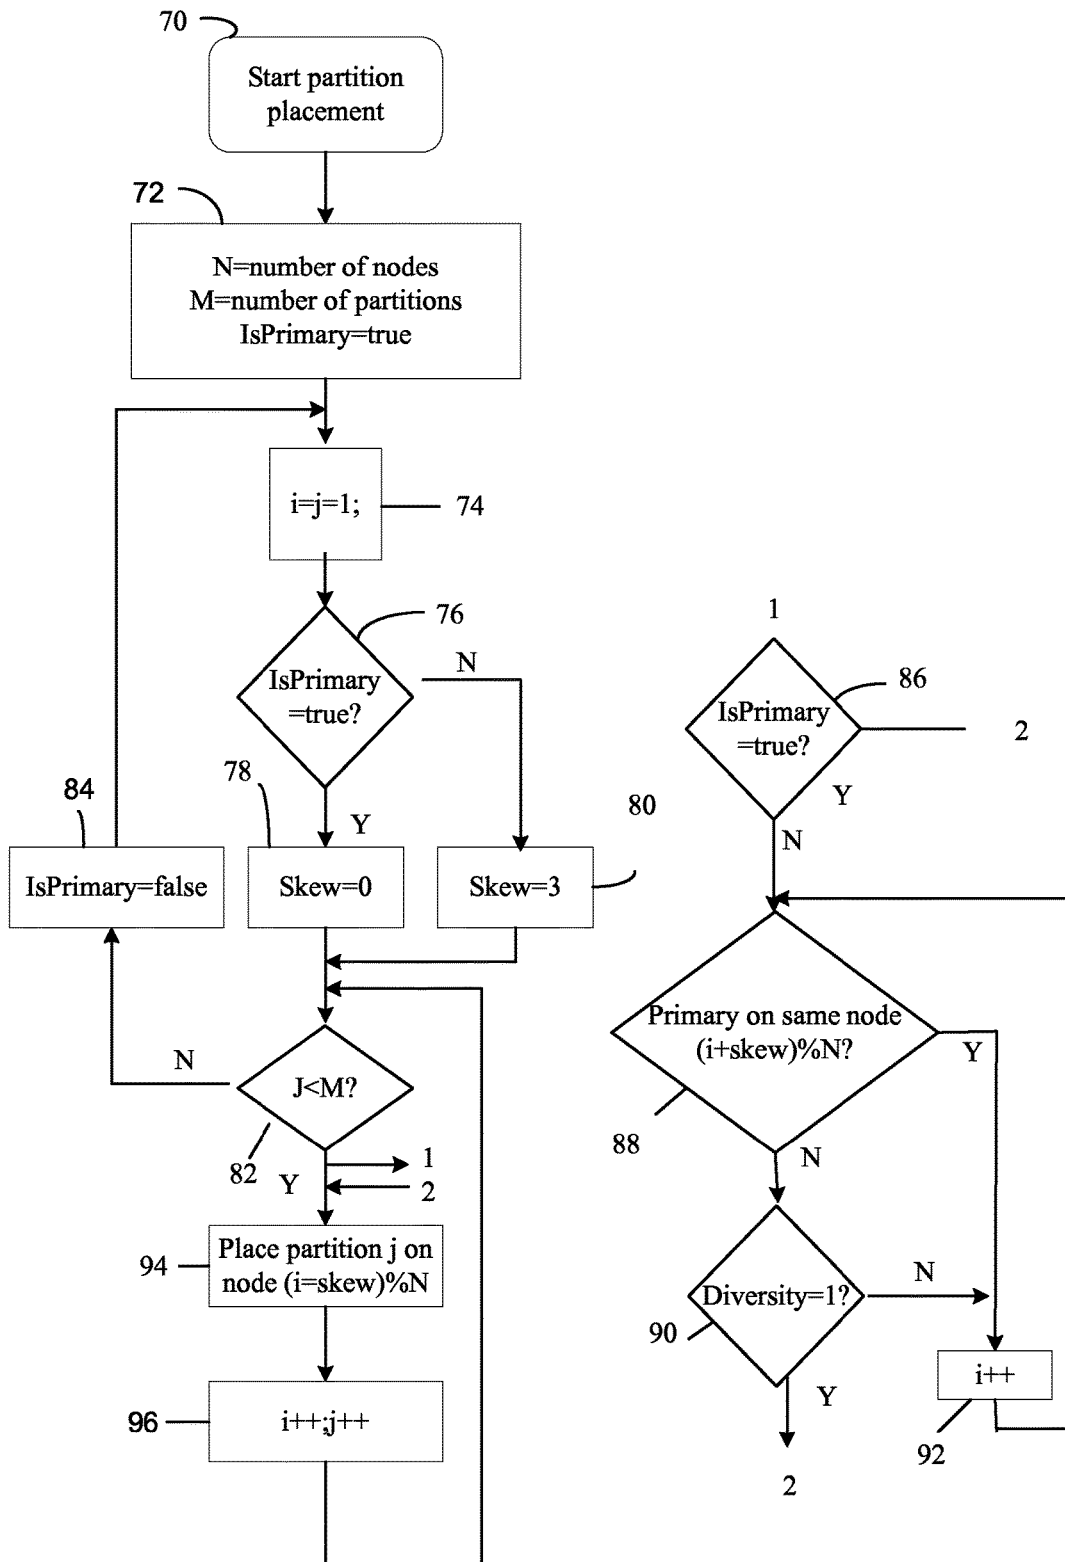 70
Start partition
placement
72
N=number of nodes
M=number of partitions
IsPrimary=true
i=j=1;
74
76
IsPrimary
=true?
N
Y
78
Skew=0
80
Skew=3
84
IsPrimary=false
N
J<M?
82
Y
1
2
94
Place partition j on
node (i=skew)%N
96
i++;j++
1
86
IsPrimary
=true?
2
Y
N
Primary on same node
(i+skew)%N?
Y
88
N
Diversity=1?
N
90
Y
i++
92
2